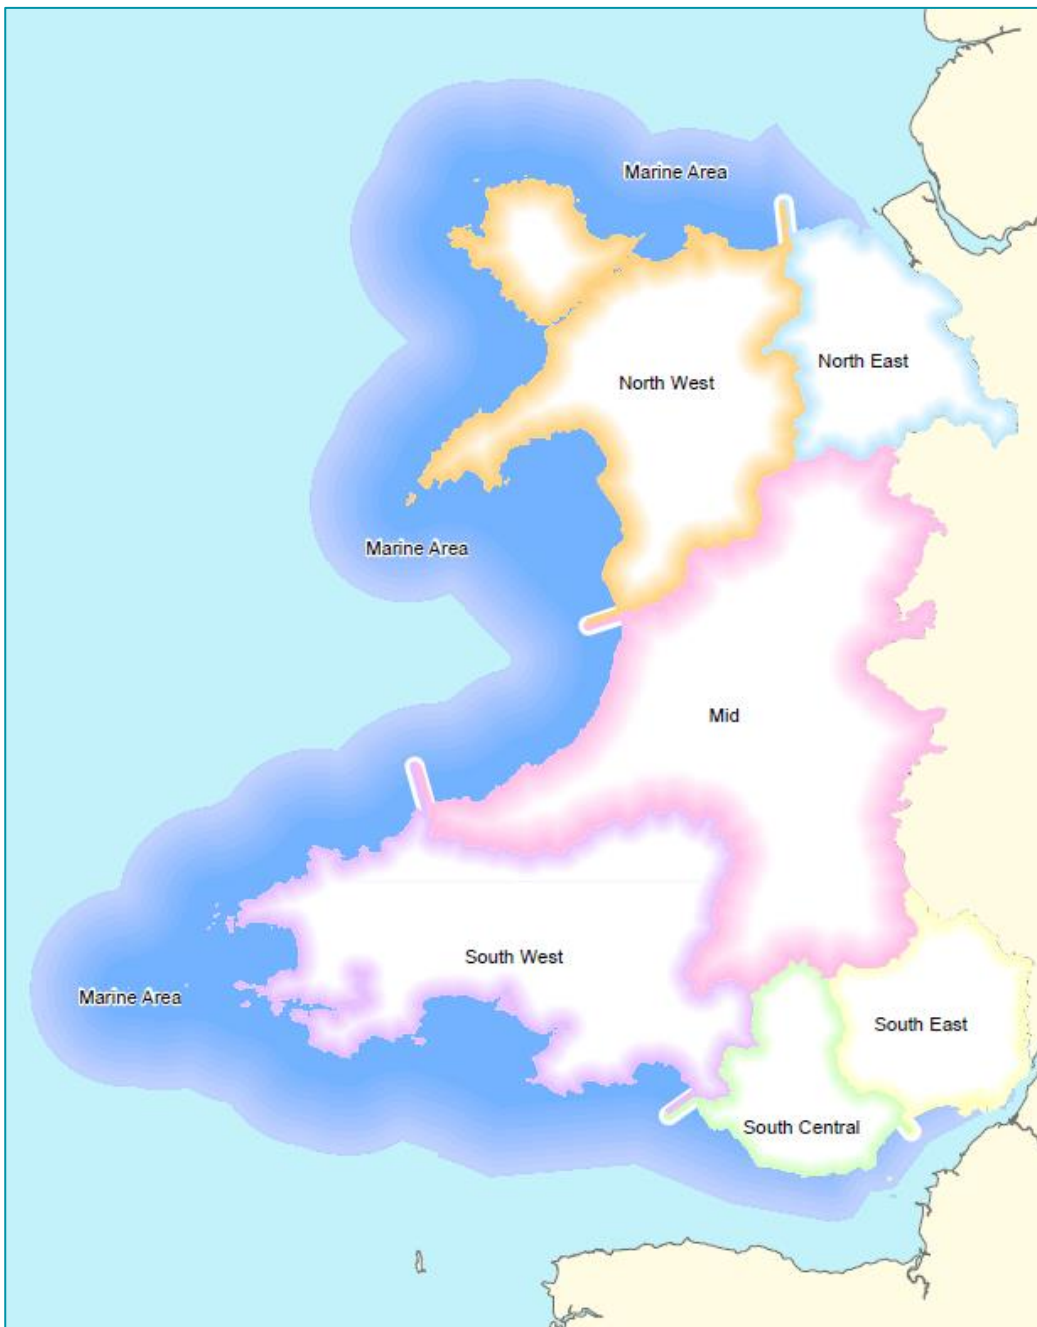 Marine Area
North East
North West
Marine Area
Mid
South West
Marine Area
South East
South Central